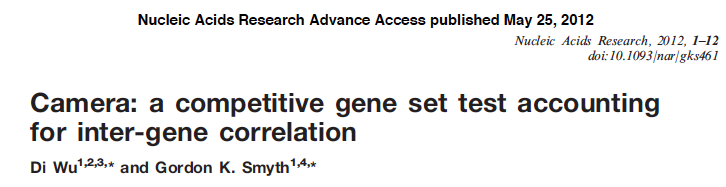 Nucleic Acids Research Advance Access published May 25, 2012
Nucleic Acids Research, 2012, 1–12
doi:10.1093/nar/gks461
Camera: a competitive gene set test accounting
for inter-gene correlation
Di Wu1,2,3,* and Gordon K. Smyth1,4,*